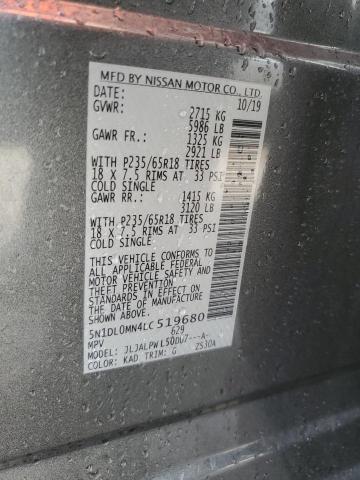 MFD BY NISSAN MOTOR CO., LTD.
DATE: 10/19
GVWR: 2715 KG
5986 LB
GAWR FR.: 1325 KG
2921 LB
WITH P235/65R18 TIRES
18 X 7.5 RIMS AT 33 PSI
COLD SINGLE
GAWR RR.: 1415 KG
3120 LB
WITH P235/65R18 TIRES
18 X 7.5 RIMS AT 33 PSI
COLD SINGLE
THIS VEHICLE CONFORMS TO ALL
APPLICABLE FEDERAL MOTOR
VEHICLE SAFETY AND
THEFT PREVENTION
STANDARDS IN EFFECT ON
THE DATE OF MANUFACTURE
SHOWN ABOVE.
5N1DL0MN4LC519680
MPV 629
MODEL: JLJALPWL50DU7---A-
COLOR: KAD TRIM: G 2S30A